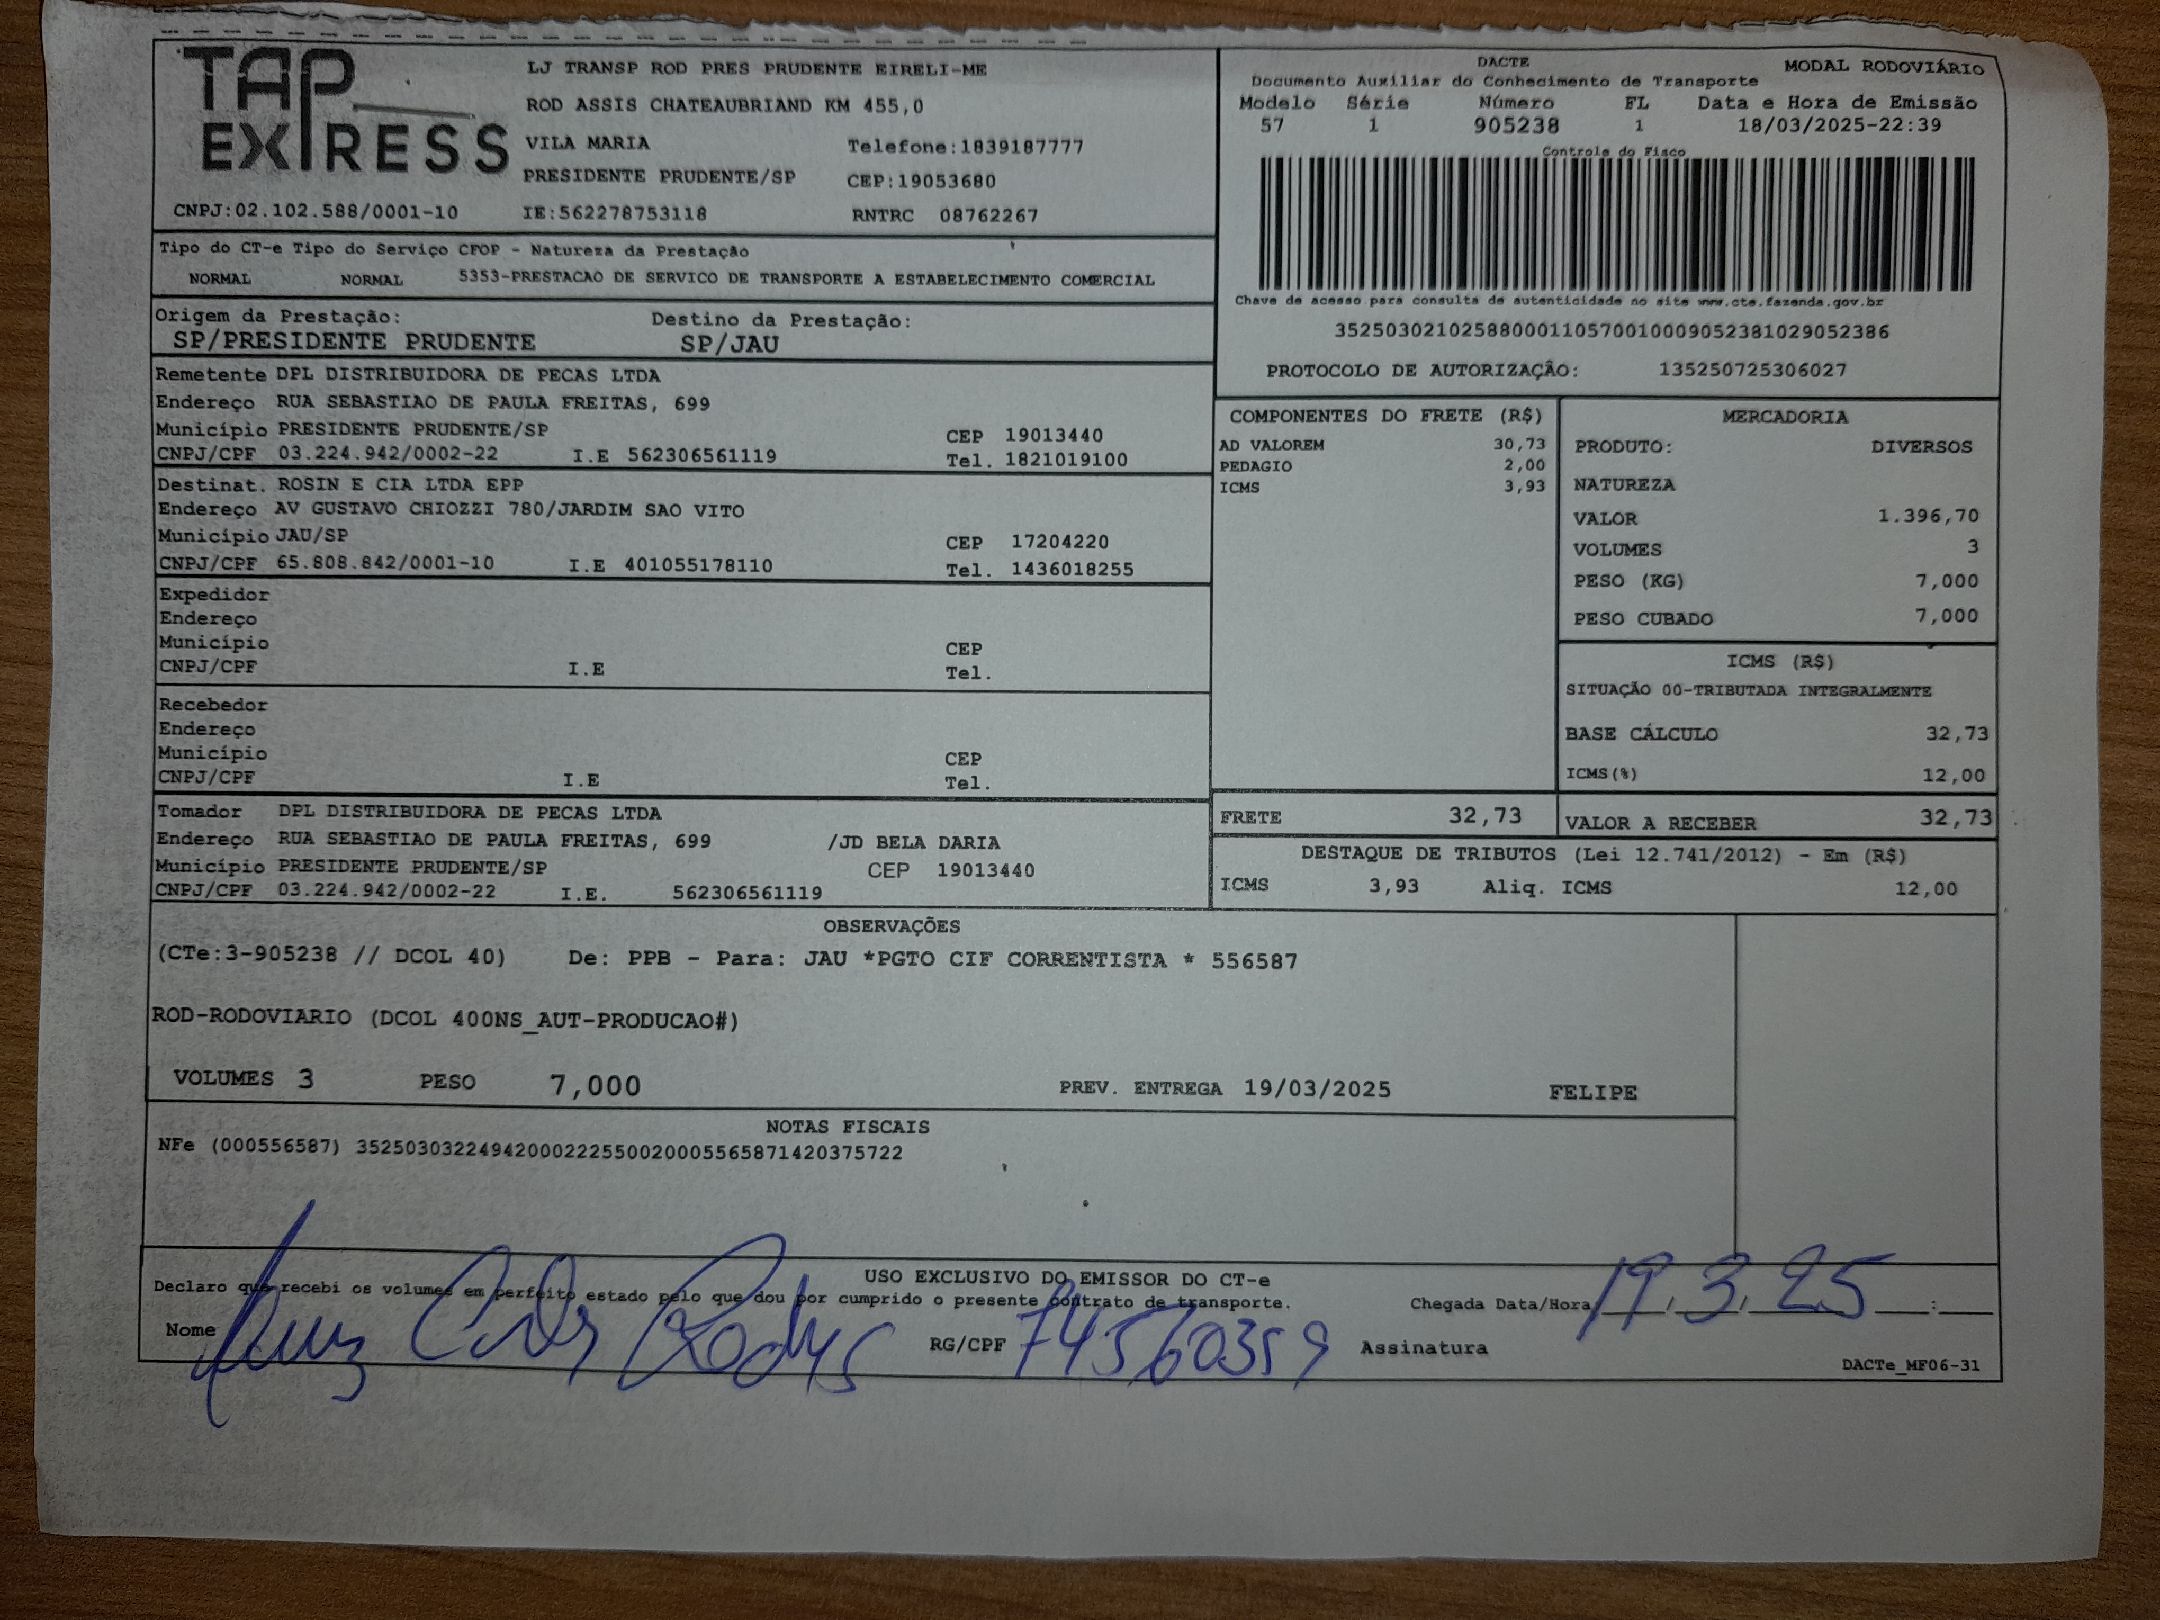 TAP EXPRESS
LJ TRANSP ROD PRES PRUDENTE EIRELI-ME
ROD ASSIS CHATEAUBRIAND KM 455,0
VILA MARIA Telefone:1839187777
PRESIDENTE PRUDENTE/SP CEP:19053680
CNPJ:02.102.588/0001-10 IE:562278753118 RNTRC 08762267
DACTE MODAL RODOVIÁRIO
Documento Auxiliar do Conhecimento de Transporte
Modelo Série Número FL Data e Hora de Emissão
57 1 905238 1 18/03/2025-22:39
Controle do Fisco
Chave de acesso para consulta de autenticidade no site www.cte.fazenda.gov.br
35250302102588000110570010009052381029052386
PROTOCOLO DE AUTORIZAÇÃO: 135250725306027
Tipo do CT-e Tipo do Serviço CFOP - Natureza da Prestação
NORMAL NORMAL 5353-PRESTACAO DE SERVICO DE TRANSPORTE A ESTABELECIMENTO COMERCIAL
Origem da Prestação: Destino da Prestação:
SP/PRESIDENTE PRUDENTE SP/JAU
Remetente DPL DISTRIBUIDORA DE PECAS LTDA
Endereço RUA SEBASTIAO DE PAULA FREITAS, 699
Município PRESIDENTE PRUDENTE/SP CEP 19013440
CNPJ/CPF 03.224.942/0002-22 I.E 562306561119 Tel. 1821019100
Destinat. ROSIN E CIA LTDA EPP
Endereço AV GUSTAVO CHIOZZI 780/JARDIM SAO VITO
Município JAU/SP CEP 17204220
CNPJ/CPF 65.808.842/0001-10 I.E 401055178110 Tel. 1436018255
Expedidor
Endereço
Município CEP
CNPJ/CPF I.E Tel.
Recebedor
Endereço
Município CEP
CNPJ/CPF I.E Tel.
Tomador DPL DISTRIBUIDORA DE PECAS LTDA
Endereço RUA SEBASTIAO DE PAULA FREITAS, 699 /JD BELA DARIA
Município PRESIDENTE PRUDENTE/SP CEP 19013440
CNPJ/CPF 03.224.942/0002-22 I.E. 562306561119
COMPONENTES DO FRETE (R$)
AD VALOREM 30,73
PEDAGIO 2,00
ICMS 3,93
MERCADORIA
PRODUTO: DIVERSOS
NATUREZA
VALOR 1.396,70
VOLUMES 3
PESO (KG) 7,000
PESO CUBADO 7,000
ICMS (R$)
SITUAÇÃO 00-TRIBUTADA INTEGRALMENTE
BASE CÁLCULO 32,73
ICMS(%) 12,00
FRETE 32,73 VALOR A RECEBER 32,73
DESTAQUE DE TRIBUTOS (Lei 12.741/2012) - Em (R$)
ICMS 3,93 Aliq. ICMS 12,00
OBSERVAÇÕES
(CTe:3-905238 // DCOL 40) De: PPB - Para: JAU *PGTO CIF CORRENTISTA * 556587
ROD-RODOVIARIO (DCOL 400NS_AUT-PRODUCAO#)
VOLUMES 3 PESO 7,000 PREV. ENTREGA 19/03/2025 FELIPE
NOTAS FISCAIS
NFe (000556587) 35250303224942000222550020005565871420375722
USO EXCLUSIVO DO EMISSOR DO CT-e
Declaro que recebi os volumes em perfeito estado pelo que dou por cumprido o presente contrato de transporte. Chegada Data/Hora 19, 3, 25 :
Nome RG/CPF 74560359 Assinatura
DACTe_MF06-31